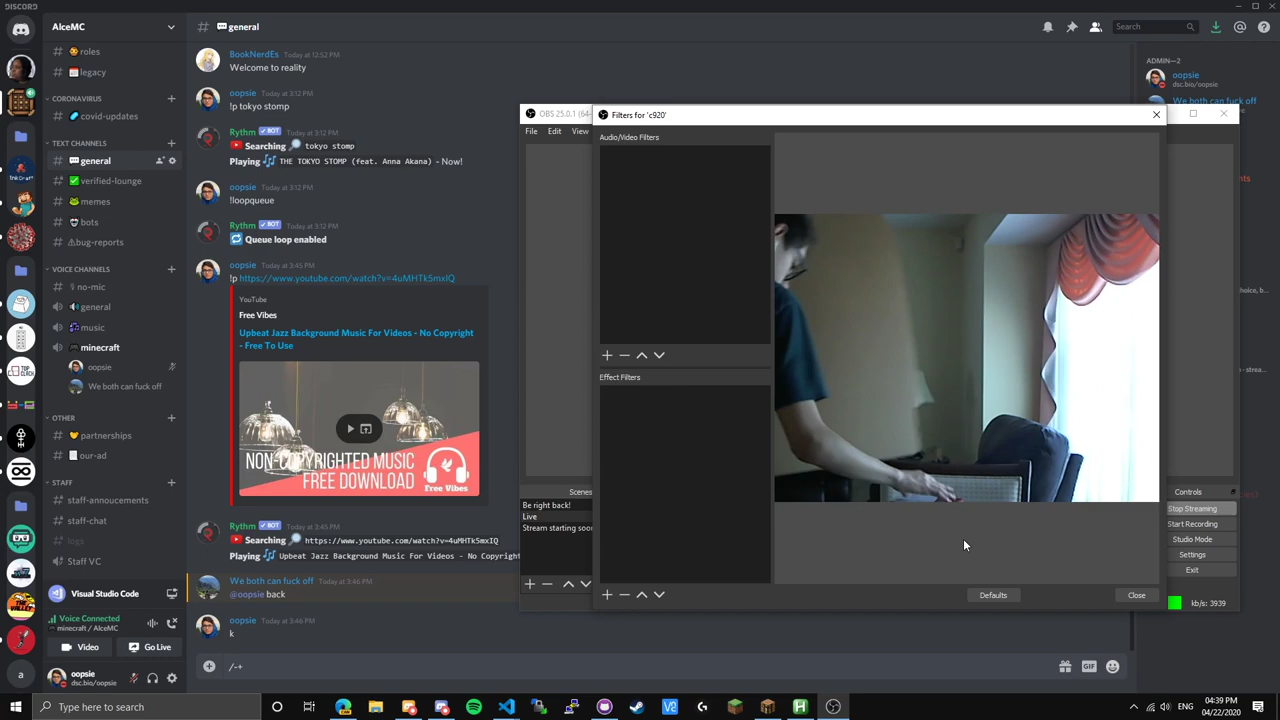 DISCORD
AlceMC
roles
legacy
CORONAVIRUS
covid-updates
TEXT CHANNELS
general
verified-lounge
memes
bots
bug-reports
VOICE CHANNELS
no-mic
general
music
minecraft
oopsie
We both can fuck off
OTHER
partnerships
our-ad
STAFF
staff-annoucements
staff-chat
logs
Staff VC
Visual Studio Code
Voice Connected
minecraft / AlceMC
Video
Go Live
oopsie
dsc.bio/oopsie
general
Search
BookNerdEs Today at 12:52 PM
Welcome to reality
oopsie Today at 3:12 PM
!p tokyo stomp
Rythm BOT Today at 3:12 PM
Searching tokyo stomp
Playing THE TOKYO STOMP (feat. Anna Akana) - Now!
oopsie Today at 3:12 PM
!loopqueue
Rythm BOT Today at 3:12 PM
Queue loop enabled
oopsie Today at 3:45 PM
!p https://www.youtube.com/watch?v=4uMHTk5mxIQ
YouTube
Free Vibes
Upbeat Jazz Background Music For Videos - No Copyright
- Free To Use
NON-COPYRIGHTED MUSIC
FREE DOWNLOAD
Free Vibes
Rythm BOT Today at 3:45 PM
Searching https://www.youtube.com/watch?v=4uMHTk5mxIQ
Playing Upbeat Jazz Background Music For Videos - No Copyright
We both can fuck off Today at 3:46 PM
@oopsie back
oopsie Today at 3:46 PM
k
/-+
GIF
ADMIN—2
oopsie
dsc.bio/oopsie
We both can fuck off
OBS 25.0.1 (64-
File Edit View
Filters for 'c920'
Audio/Video Filters
Effect Filters
Defaults
Close
Scenes
Be right back!
Live
Stream starting soon
Controls
Stop Streaming
Start Recording
Studio Mode
Settings
Exit
kb/s: 3939
Type here to search
ENG
04:39 PM
04/22/2020